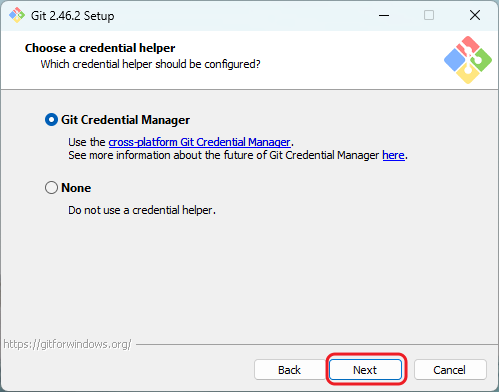 Git 2.46.2 Setup
Choose a credential helper
Which credential helper should be configured?
Git Credential Manager
Use the cross-platform Git Credential Manager.
See more information about the future of Git Credential Manager here.
None
Do not use a credential helper.
https://gitforwindows.org/
Back Next Cancel